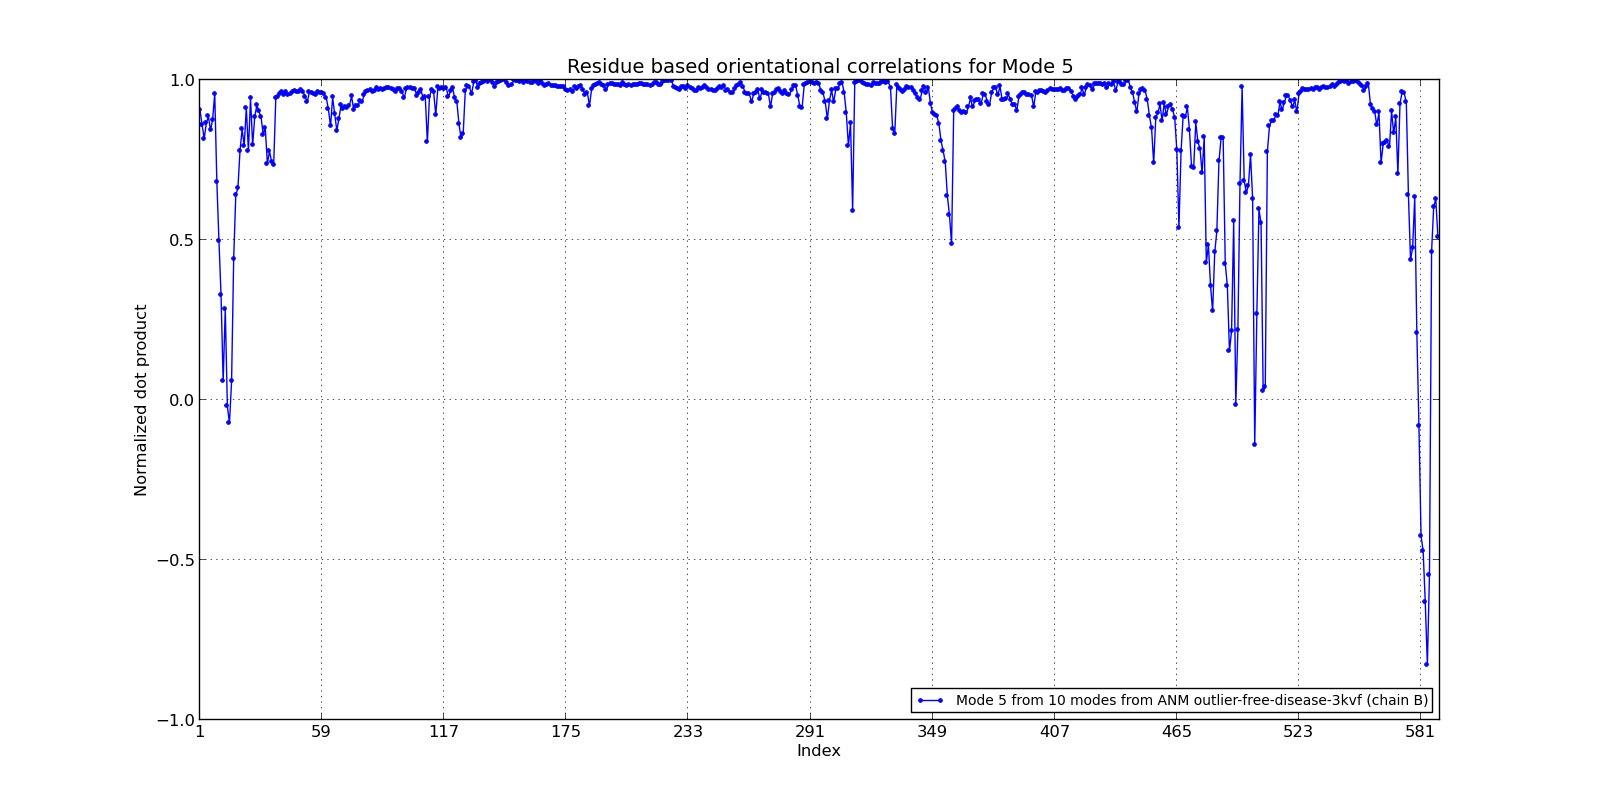 Residue based orientational correlations for Mode 5
1.0
0.5
0.0
−0.5
−1.0
Normalized dot product
1 59 117 175 233 291 349 407 465 523 581
Index
Mode 5 from 10 modes from ANM outlier-free-disease-3kvf (chain B)